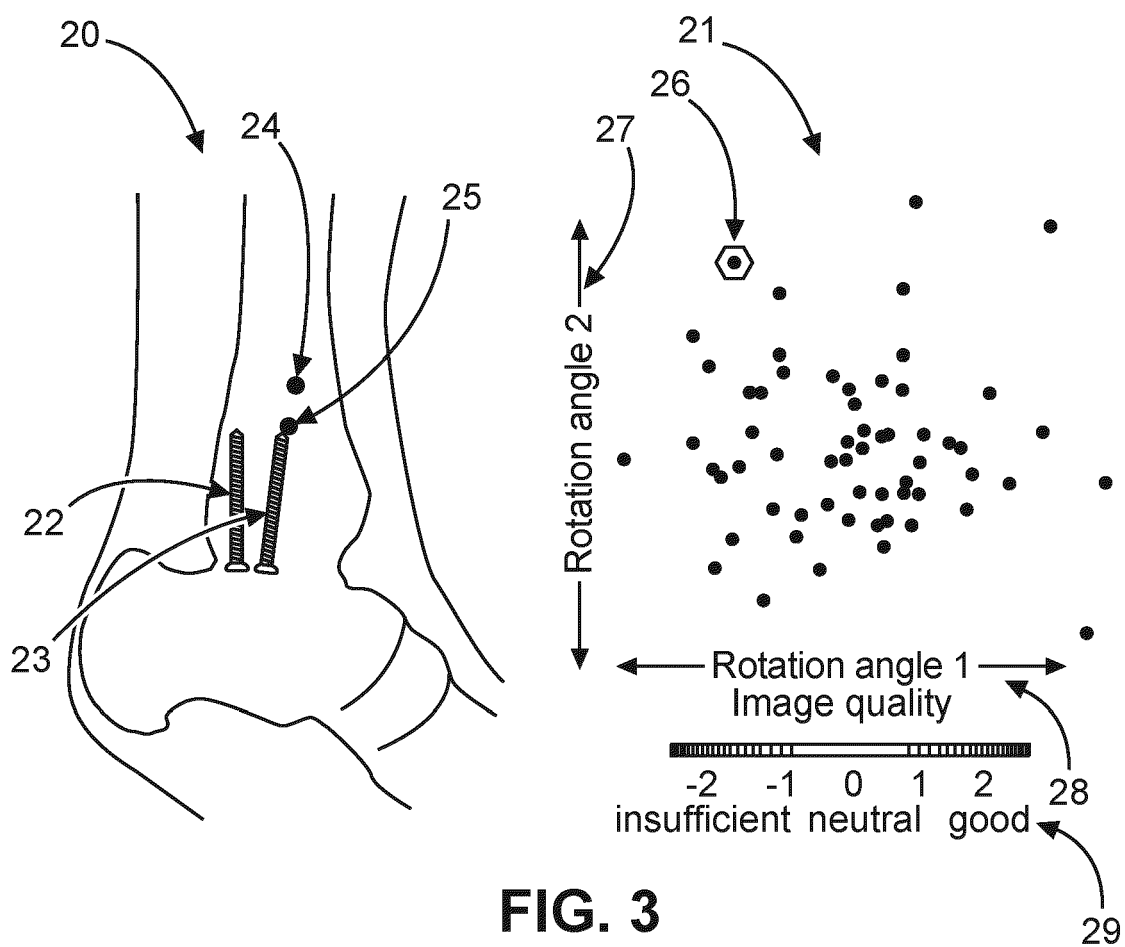 20
24
25
22
23
21
26
27
Rotation angle 2
Rotation angle 1
Image quality
-2 -1 0 1 2
28
insufficient neutral good
29
FIG. 3